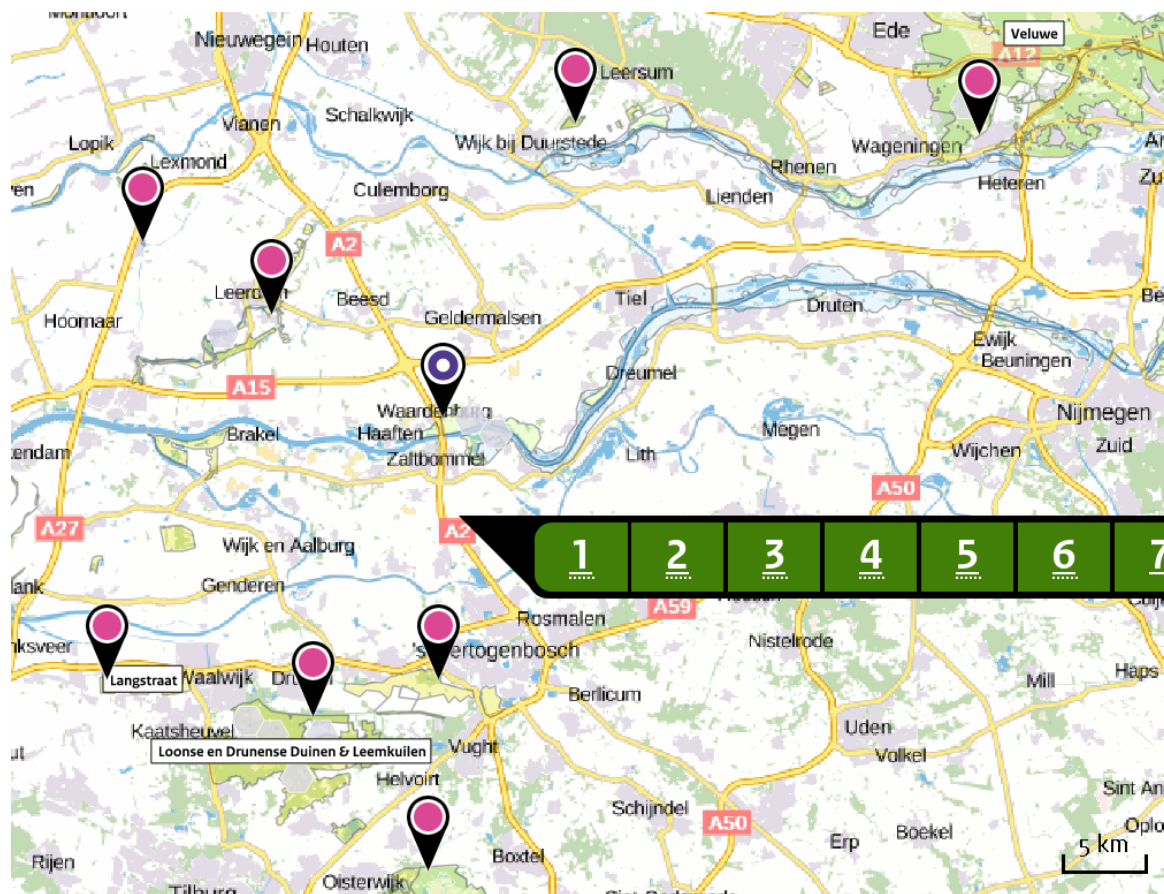 Montfoort
Nieuwegein
Houten
Ede
Veluwe
A12
Leersum
Schalkwijk
Vianen
Lopik
Lexmond
Wijk bij Duurstede
Wageningen
Rhenen
Culemborg
Lienden
Heteren
A2
Leerdam
Beesd
Tiel
Druten
Hoornaar
Geldermalsen
Ewijk
Beuningen
A15
Dreumel
Waardenburg
Nijmegen
Brakel
Haaften
Megen
Zuid
Zaltbommel
Lith
Wijchen
A50
A27
A2
1 2 3 4 5 6 7
Wijk en Aalburg
Genderen
A59
Rosmalen
Nistelrode
's-Hertogenbosch
Langstraat
Waalwijk
Haps
Mill
Berlicum
Kaatsheuvel
Uden
Loonse en Drunense Duinen & Leemkuilen
Vught
Volkel
Helvoirt
Schijndel
A50
Boekel
Erp
5 km
Rijen
Boxtel
Oisterwijk
Tilburg